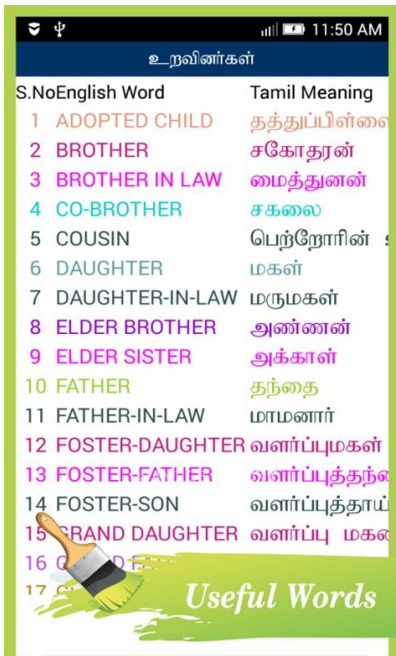 11:50 AM
உறவினர்கள்
S.No English Word Tamil Meaning
1 ADOPTED CHILD தத்துப்பிள்ளை
2 BROTHER சகோதரன்
3 BROTHER IN LAW மைத்துனன்
4 CO-BROTHER சகலை
5 COUSIN பெற்றோரின்
6 DAUGHTER மகள்
7 DAUGHTER-IN-LAW மருமகள்
8 ELDER BROTHER அண்ணன்
9 ELDER SISTER அக்காள்
10 FATHER தந்தை
11 FATHER-IN-LAW மாமனார்
12 FOSTER-DAUGHTER வளர்ப்புமகள்
13 FOSTER-FATHER
14 FOSTER-SON வளர்ப்புத்தாய்
15 GRAND DAUGHTER வளர்ப்பு
16
17
Useful Words